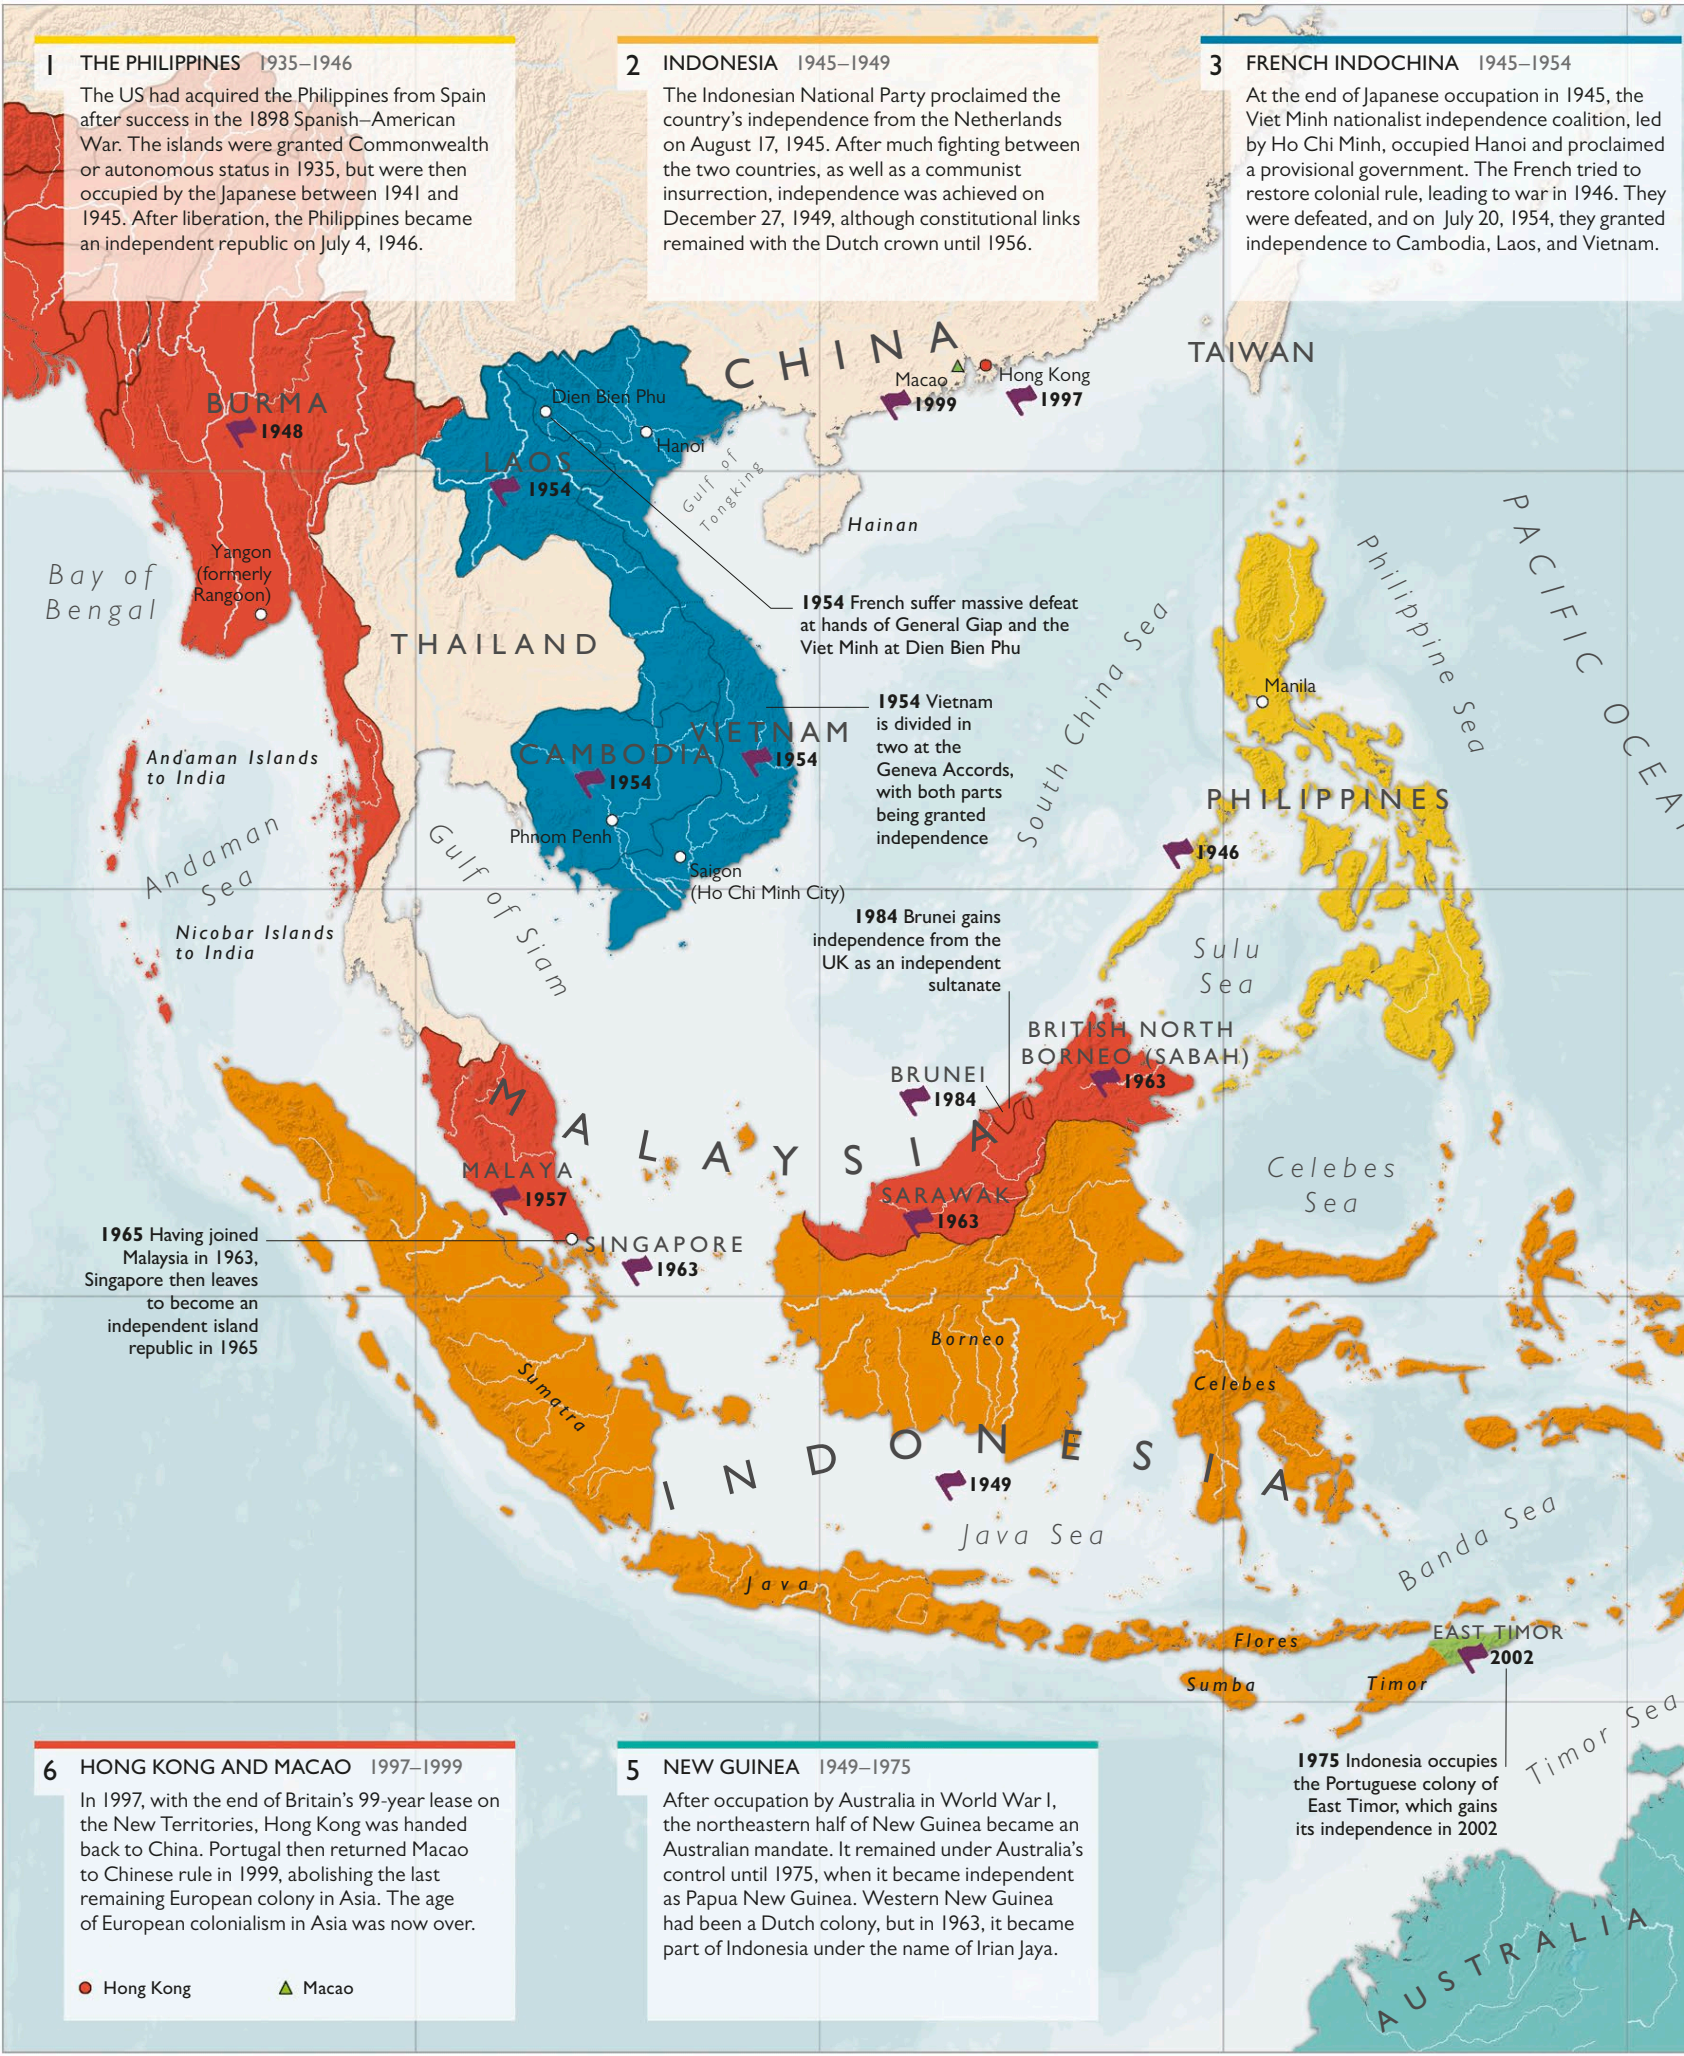 1 THE PHILIPPINES 1935–1946
The US had acquired the Philippines from Spain
after success in the 1898 Spanish–American
War. The islands were granted Commonwealth
or autonomous status in 1935, but were then
occupied by the Japanese between 1941 and
1945. After liberation, the Philippines became
an independent republic on July 4, 1946.
2 INDONESIA 1945–1949
The Indonesian National Party proclaimed the
country's independence from the Netherlands
on August 17, 1945. After much fighting between
the two countries, as well as a communist
insurrection, independence was achieved on
December 27, 1949, although constitutional links
remained with the Dutch crown until 1956.
3 FRENCH INDOCHINA 1945–1954
At the end of Japanese occupation in 1945, the
Viet Minh nationalist independence coalition, led
by Ho Chi Minh, occupied Hanoi and proclaimed
a provisional government. The French tried to
restore colonial rule, leading to war in 1946. They
were defeated, and on July 20, 1954, they granted
independence to Cambodia, Laos, and Vietnam.
CHINA
TAIWAN
Macao
1999
Hong Kong
1997
BURMA
1948
Dien Bien Phu
Hanoi
LAOS
1954
Gulf of
Tongking
Hainan
Yangon
(formerly
Rangoon)
Bay of
Bengal
THAILAND
1954 French suffer massive defeat
at hands of General Giap and the
Viet Minh at Dien Bien Phu
South China Sea
Philippine Sea
PACIFIC OCEA
Manila
1954 Vietnam
is divided in
two at the
Geneva Accords,
with both parts
being granted
independence
VIETNAM
1954
CAMBODIA
1954
Phnom Penh
Saigon
(Ho Chi Minh City)
Andaman Islands
to India
Andaman
Sea
Gulf of Siam
Nicobar Islands
to India
PHILIPPINES
1946
1984 Brunei gains
independence from the
UK as an independent
sultanate
Sulu
Sea
BRITISH NORTH
BORNEO (SABAH)
1963
BRUNEI
1984
MALAYSIA
MALAYA
1957
SARAWAK
1963
Celebes
Sea
1965 Having joined
Malaysia in 1963,
Singapore then leaves
to become an
independent island
republic in 1965
SINGAPORE
1963
Borneo
Sumatra
Celebes
INDONESIA
1949
Java Sea
Banda Sea
Java
Flores
EAST TIMOR
2002
Sumba
Timor
Timor Sea
1975 Indonesia occupies
the Portuguese colony of
East Timor, which gains
its independence in 2002
AUSTRALIA
6 HONG KONG AND MACAO 1997–1999
In 1997, with the end of Britain's 99-year lease on
the New Territories, Hong Kong was handed
back to China. Portugal then returned Macao
to Chinese rule in 1999, abolishing the last
remaining European colony in Asia. The age
of European colonialism in Asia was now over.
Hong Kong
Macao
5 NEW GUINEA 1949–1975
After occupation by Australia in World War I,
the northeastern half of New Guinea became an
Australian mandate. It remained under Australia's
control until 1975, when it became independent
as Papua New Guinea. Western New Guinea
had been a Dutch colony, but in 1963, it became
part of Indonesia under the name of Irian Jaya.